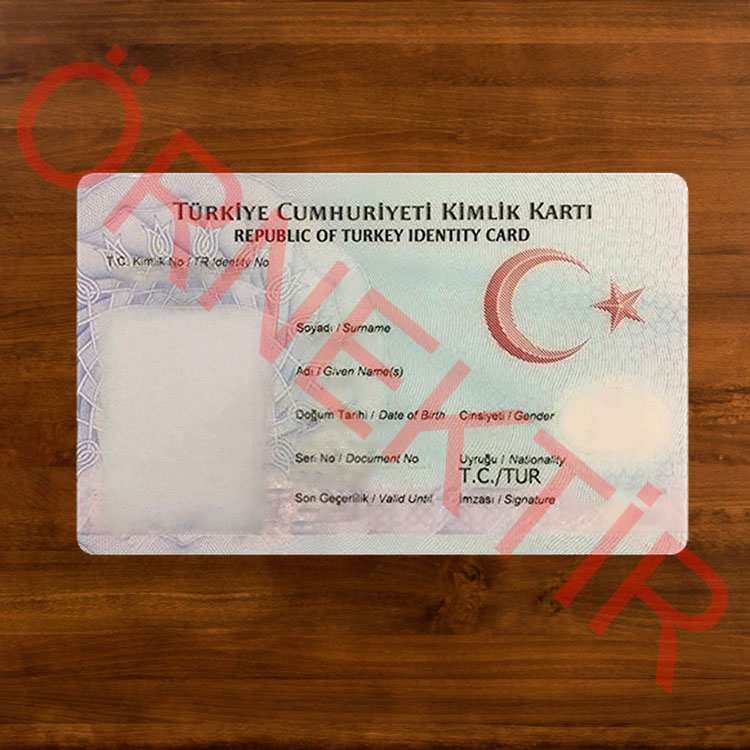 TÜRKİYE CUMHURİYETİ KİMLİK KARTI
REPUBLIC OF TURKEY IDENTITY CARD
T.C. Kimlik No / TR Identity No
Soyadı / Surname
Adı / Given Name(s)
Doğum Tarihi / Date of Birth Cinsiyeti / Gender
Seri No / Document No Uyruğu / Nationality
T.C./TUR
Son Geçerlilik / Valid Until İmzası / Signature
ÖRNEKTİR